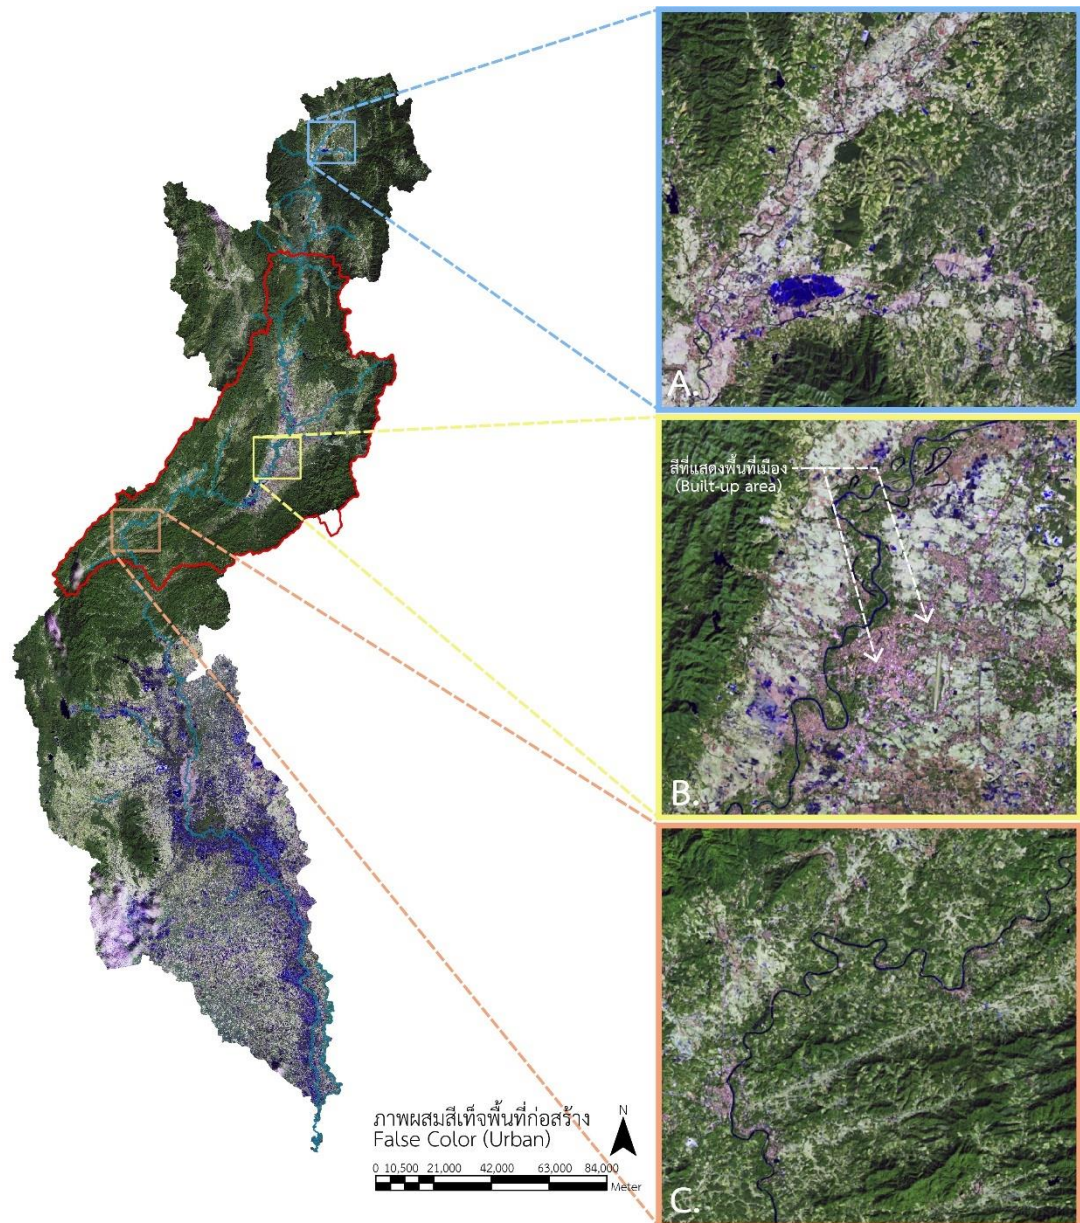 A.
สีที่แสดงพื้นที่เมือง
(Built-up area)
B.
C.
ภาพผสมสีเท็จพื้นที่ก่อสร้าง
False Color (Urban)
N
0 10,500 21,000 42,000 63,000 84,000
Meter